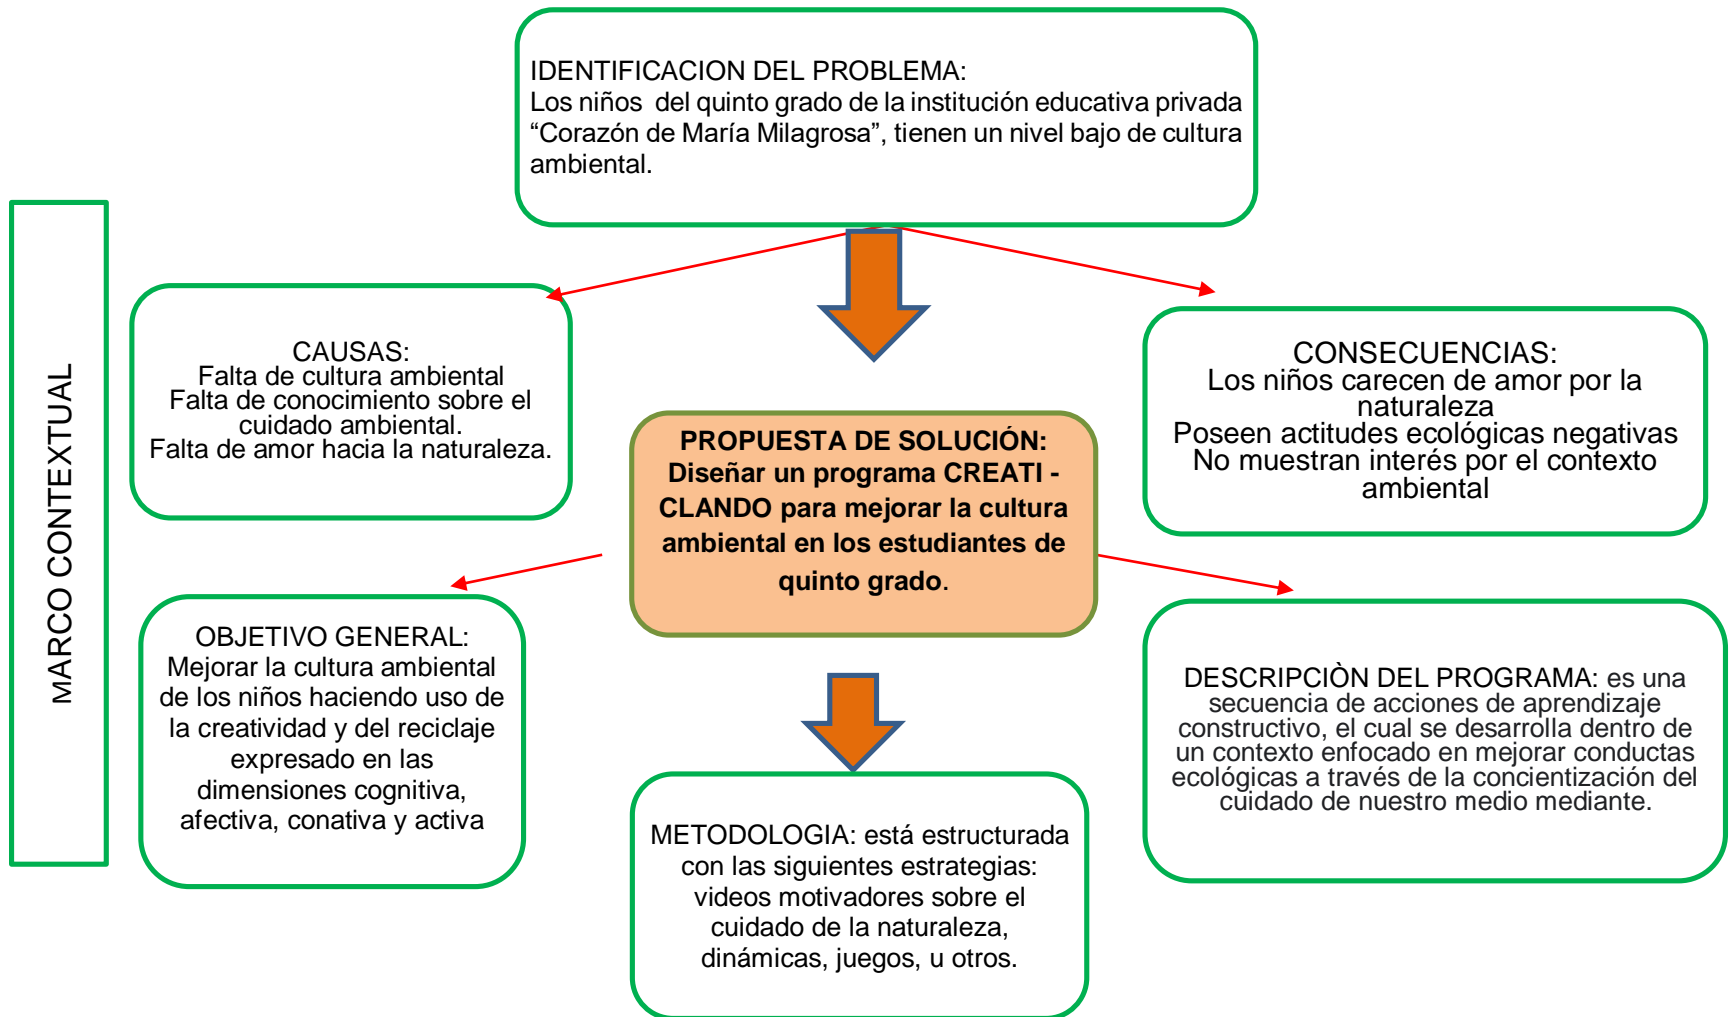 IDENTIFICACION DEL PROBLEMA:
Los niños  del quinto grado de la institución educativa privada
“Corazón de María Milagrosa”, tienen un nivel bajo de cultura
ambiental.
MARCO CONTEXTUAL
CAUSAS:
Falta de cultura ambiental
Falta de conocimiento sobre el
cuidado ambiental.
Falta de amor hacia la naturaleza.
CONSECUENCIAS:
Los niños carecen de amor por la
naturaleza
Poseen actitudes ecológicas negativas
No muestran interés por el contexto
ambiental
PROPUESTA DE SOLUCIÓN:
Diseñar un programa CREATI -
CLANDO para mejorar la cultura
ambiental en los estudiantes de
quinto grado.
OBJETIVO GENERAL:
Mejorar la cultura ambiental
de los niños haciendo uso de
la creatividad y del reciclaje
expresado en las
dimensiones cognitiva,
afectiva, conativa y activa
DESCRIPCIÒN DEL PROGRAMA: es una
secuencia de acciones de aprendizaje
constructivo, el cual se desarrolla dentro de
un contexto enfocado en mejorar conductas
ecológicas a través de la concientización del
cuidado de nuestro medio mediante.
METODOLOGIA: está estructurada
con las siguientes estrategias:
videos motivadores sobre el
cuidado de la naturaleza,
dinámicas, juegos, u otros.